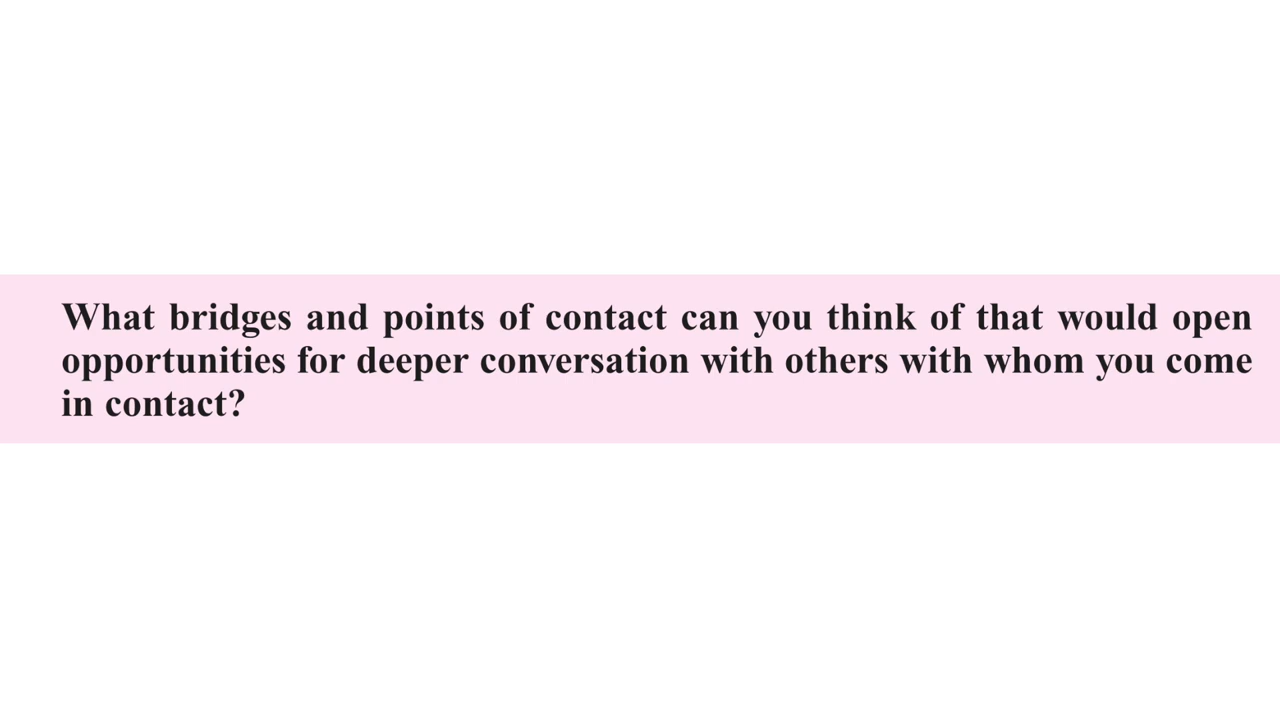 What bridges and points of contact can you think of that would open
opportunities for deeper conversation with others with whom you come
in contact?